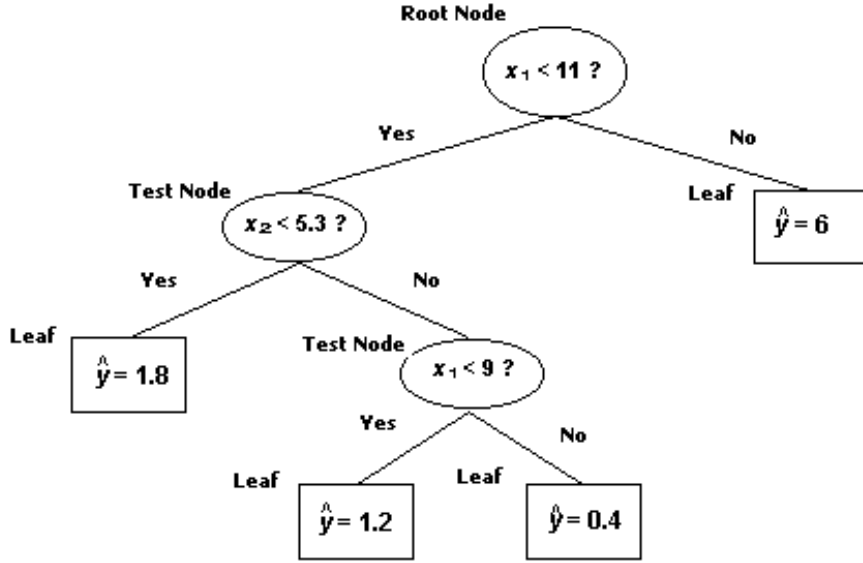 Root Node
x₁ < 11 ?
Yes
No
Test Node
Leaf
x₂ < 5.3 ?
ŷ = 6
Yes
No
Leaf
Test Node
ŷ = 1.8
x₁ < 9 ?
Yes
No
Leaf
Leaf
ŷ = 1.2
ŷ = 0.4